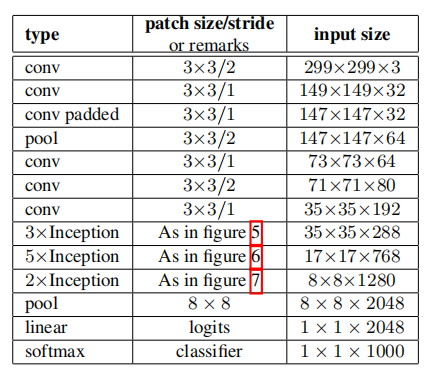 type patch size/stride or remarks input size
conv 3×3/2 299×299×3
conv 3×3/1 149×149×32
conv padded 3×3/1 147×147×32
pool 3×3/2 147×147×64
conv 3×3/1 73×73×64
conv 3×3/2 71×71×80
conv 3×3/1 35×35×192
3×Inception As in figure 5 35×35×288
5×Inception As in figure 6 17×17×768
2×Inception As in figure 7 8×8×1280
pool 8 × 8 8 × 8 × 2048
linear logits 1 × 1 × 2048
softmax classifier 1 × 1 × 1000